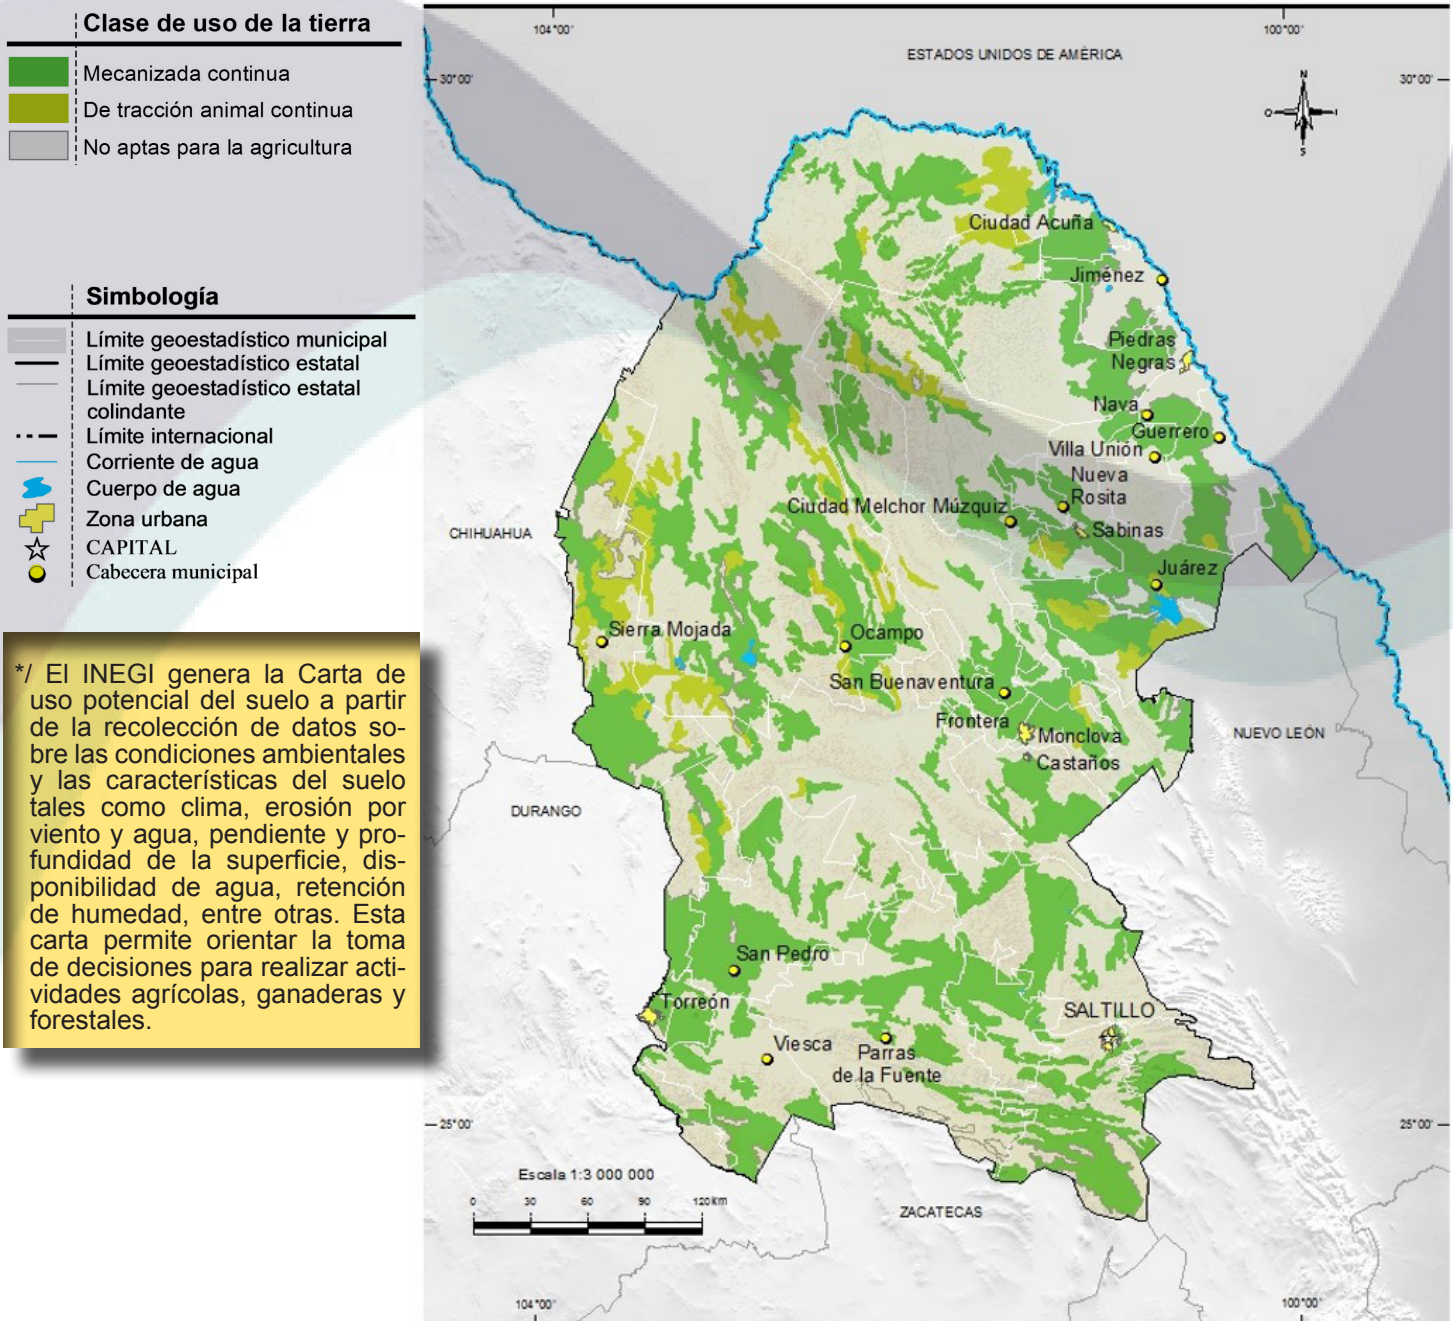 Clase de uso de la tierra
Mecanizada continua
De tracción animal continua
No aptas para la agricultura
Simbología
Límite geoestadístico municipal
Límite geoestadístico estatal
Límite geoestadístico estatal
colindante
Límite internacional
Corriente de agua
Cuerpo de agua
Zona urbana
CAPITAL
Cabecera municipal
*/ El INEGI genera la Carta de
uso potencial del suelo a partir
de la recolección de datos so-
bre las condiciones ambientales
y las características del suelo
tales como clima, erosión por
viento y agua, pendiente y pro-
fundidad de la superficie, dis-
ponibilidad de agua, retención
de humedad, entre otras. Esta
carta permite orientar la toma
de decisiones para realizar acti-
vidades agrícolas, ganaderas y
forestales.
104°00'
100°00'
ESTADOS UNIDOS DE AMÉRICA
30°00'
30°00'
N
O
E
S
Ciudad Acuña
Jiménez
Piedras
Negras
Nava
Guerrero
Villa Unión
Nueva
Rosita
Ciudad Melchor Múzquiz
Sabinas
CHIHUAHUA
Juárez
Sierra Mojada
Ocampo
San Buenaventura
Frontera
Monclova
Castaños
NUEVO LEÓN
DURANGO
San Pedro
Torreón
SALTILLO
Viesca
Parras
de la Fuente
25°00'
25°00'
Escala 1:3 000 000
0 30 60 90 120 km
ZACATECAS
104°00'
100°00'